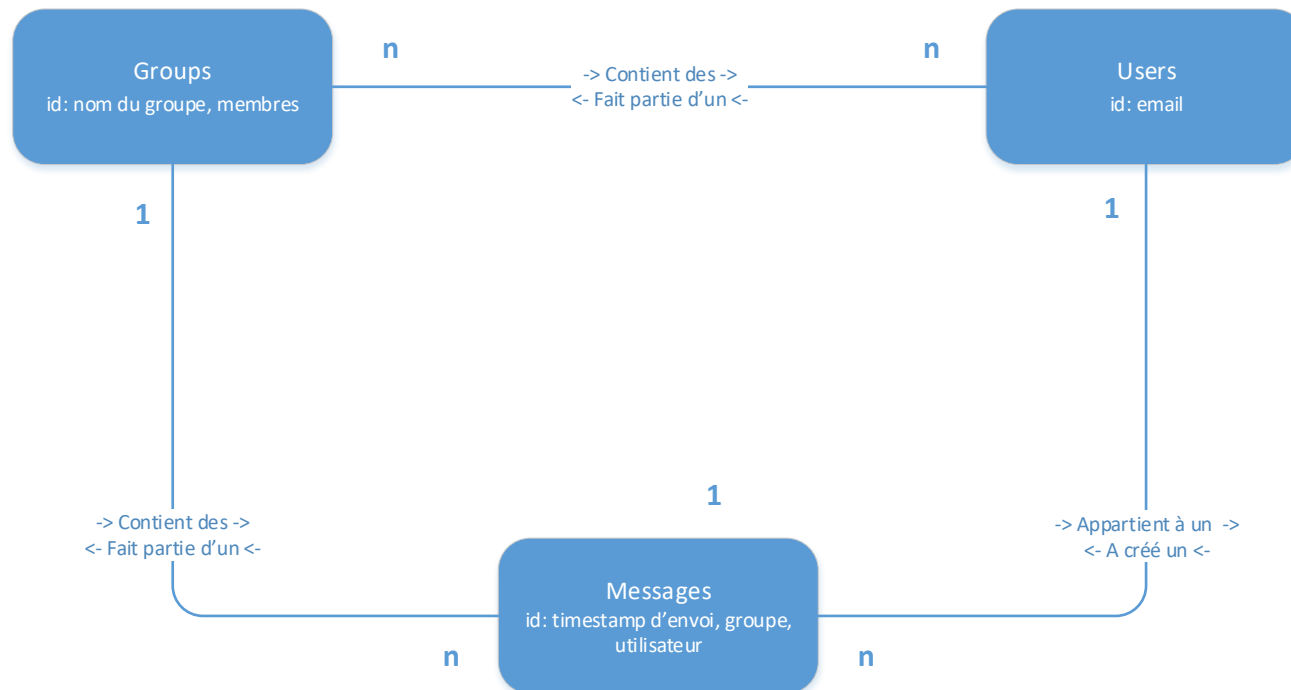 Groups
id: nom du groupe, membres
n
-> Contient des ->
<- Fait partie d’un <-
n
Users
id: email
1
1
-> Contient des ->
<- Fait partie d’un <-
1
-> Appartient à un ->
<- A créé un <-
Messages
id: timestamp d’envoi, groupe,
utilisateur
n
n